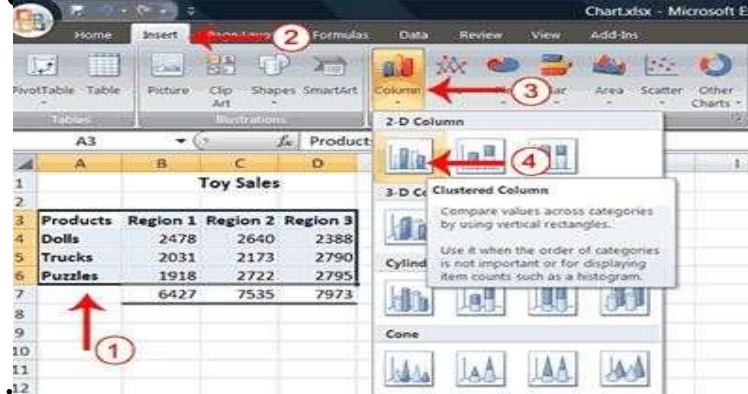 Chart.xlsx - Microsoft E
Home Insert Formulas Data Review View Add-Ins
2
PivotTable Table Picture Clip Art Shapes SmartArt Column Area Scatter Other Charts
3
Tables Illustrations
A3 fx Product
2-D Column
4
A B C D
1 Toy Sales
2
3 Products Region 1 Region 2 Region 3
4 Dolls 2478 2640 2388
5 Trucks 2031 2173 2790
6 Puzzles 1918 2722 2795
7 6427 7535 7973
8
9
10
11
12
1
3-D C
Clustered Column
Compare values across categories
by using vertical rectangles.
Use it when the order of categories
is not important or for displaying
item counts such as a histogram.
Cylind
Cone